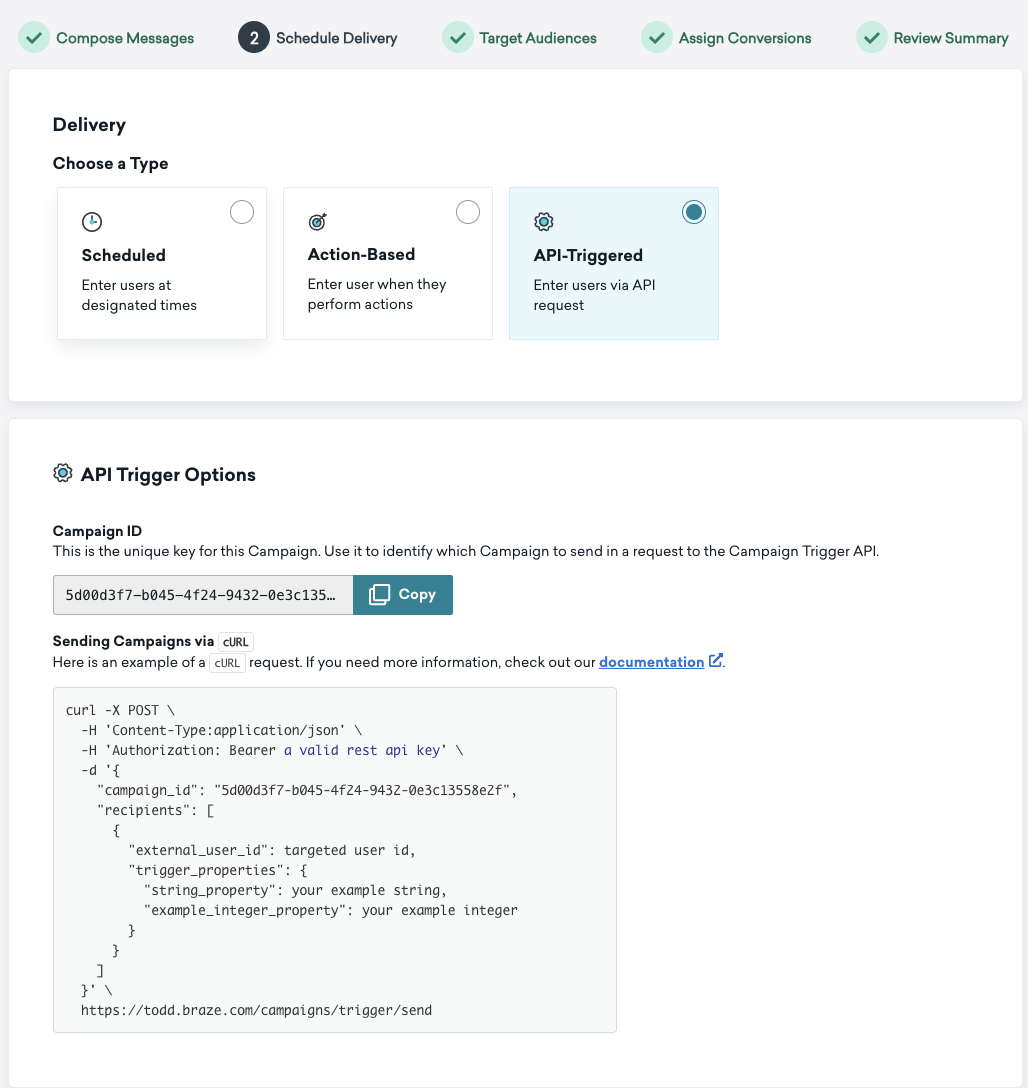 Compose Messages
2 Schedule Delivery
Target Audiences
Assign Conversions
Review Summary
Delivery
Choose a Type
Scheduled
Enter users at
designated times
Action-Based
Enter user when they
perform actions
API-Triggered
Enter users via API
request
API Trigger Options
Campaign ID
This is the unique key for this Campaign. Use it to identify which Campaign to send in a request to the Campaign Trigger API.
5d00d3f7-b045-4f24-9432-0e3c135…
Copy
Sending Campaigns via cURL
Here is an example of a cURL request. If you need more information, check out our documentation.
curl -X POST \
  -H 'Content-Type:application/json' \
  -H 'Authorization: Bearer a valid rest api key' \
  -d '{
    "campaign_id": "5d00d3f7-b045-4f24-9432-0e3c13558e2f",
    "recipients": [
      {
        "external_user_id": targeted user id,
        "trigger_properties": {
          "string_property": your example string,
          "example_integer_property": your example integer
        }
      }
    ]
  }' \
  https://todd.braze.com/campaigns/trigger/send